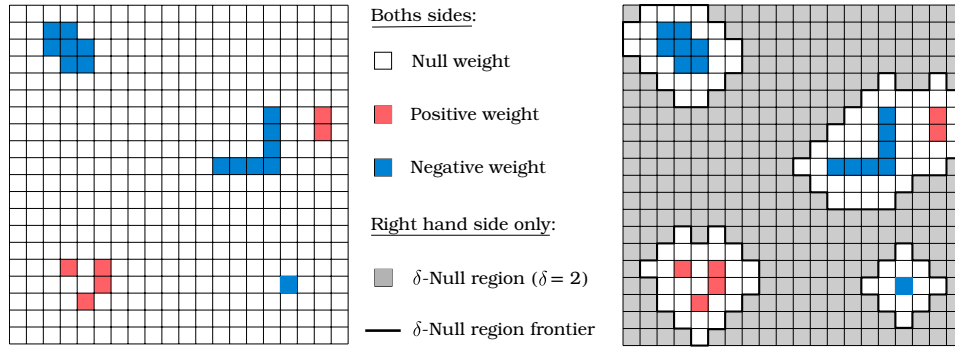 Boths sides:
Null weight
Positive weight
Negative weight
Right hand side only:
δ-Null region (δ = 2)
δ-Null region frontier